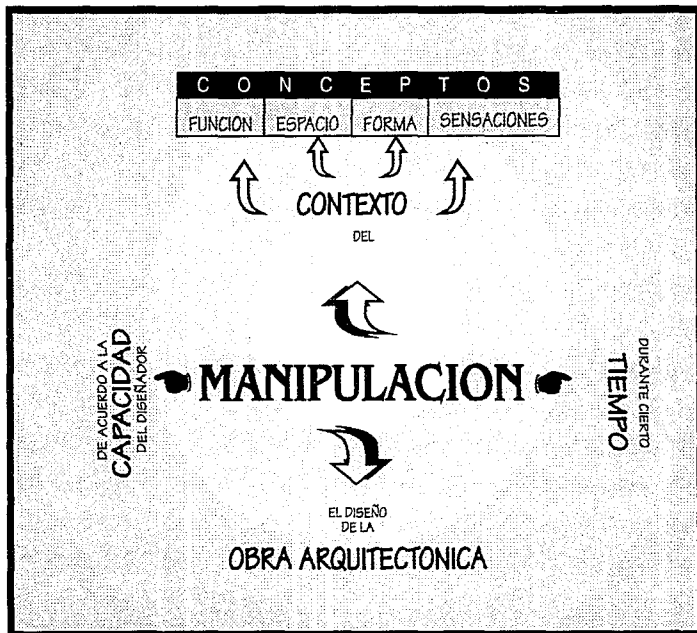 CONCEPTOS
FUNCION ESPACIO FORMA SENSACIONES
CONTEXTO
DEL
DE ACUERDO A LA
CAPACIDAD
DEL DISEÑADOR
MANIPULACION
DURANTE CIERTO
TIEMPO
EL DISEÑO
DE LA
OBRA ARQUITECTONICA